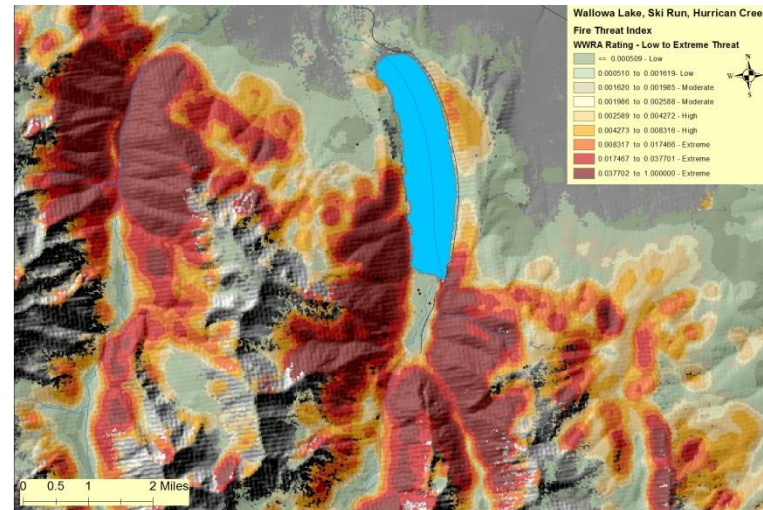 Wallowa Lake, Ski Run, Hurrican Cree
Fire Threat Index
WWRA Rating - Low to Extreme Threat
<= 0.000509 - Low
0.000510 to 0.001619- Low
0.001620 to 0.001985 - Moderate
0.001986 to 0.002588 - Moderate
0.002589 to 0.004272 - High
0.004273 to 0.008316 - High
0.008317 to 0.017466 - Extreme
0.017467 to 0.037701 - Extreme
0.037702 to 1.000000 - Extreme
N
W
E
S
0 0.5 1 2 Miles